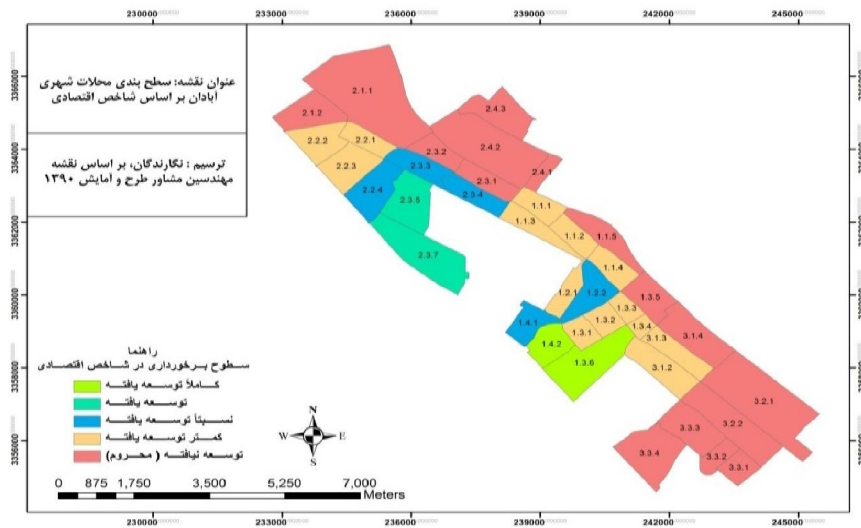 230000 233000 236000 239000 242000 245000
عنوان نقشه: سطح بندی محلات شهری
آبادان بر اساس شاخص اقتصادی
ترسیم : نگارندگان، بر اساس نقشه
مهندسین مشاور طرح و آمایش ۱۳۹۰
3364000
3362000
3360000
3358000
2.1.1
2.1.2
2.4.3
2.2.2
2.2.1
2.3.2
2.4.2
2.2.3
2.3.3
2.4.1
2.3.1
2.2.4
2.3.5
2.3.4
1.1.1
1.1.3
1.1.2
1.1.5
2.3.7
1.1.4
1.2.1
1.2.2
1.3.5
1.3.3
1.4.1
1.3.2
1.3.4
1.3.1
3.1.4
3.1.3
1.4.2
1.3.6
3.1.2
3.2.1
3.2.2
3.3.3
3.3.4
3.3.2
3.3.1
راهنما
سطوح برخورداری در شاخص اقتصادی
کاملاً توسعه یافته
توسعه یافته
نسبتاً توسعه یافته
کمتر توسعه یافته
توسعه نیافته ( محروم)
N
W E
S
0 875 1,750 3,500 5,250 7,000
Meters
230000 233000 236000 239000 242000 245000